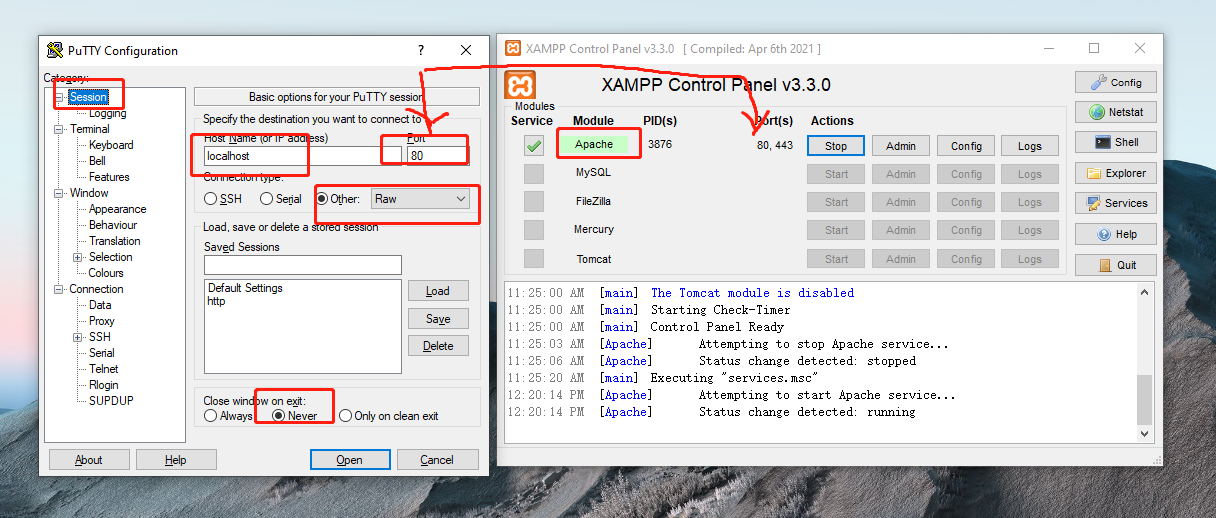 PuTTY Configuration
?
Category:
Session
Logging
Terminal
Keyboard
Bell
Features
Window
Appearance
Behaviour
Translation
Selection
Colours
Connection
Data
Proxy
SSH
Serial
Telnet
Rlogin
SUPDUP
Basic options for your PuTTY session
Specify the destination you want to connect to
Host Name (or IP address) Port
localhost 80
Connection type:
SSH Serial Other: Raw
Load, save or delete a stored session
Saved Sessions
Default Settings
http
Load
Save
Delete
Close window on exit:
Always Never Only on clean exit
About Help Open Cancel
XAMPP Control Panel v3.3.0 [ Compiled: Apr 6th 2021 ]
XAMPP Control Panel v3.3.0
Modules
Service Module PID(s) Port(s) Actions
Apache 3876 80, 443 Stop Admin Config Logs
MySQL Start Admin Config Logs
FileZilla Start Admin Config Logs
Mercury Start Admin Config Logs
Tomcat Start Admin Config Logs
Config
Netstat
Shell
Explorer
Services
Help
Quit
11:25:00 AM [main] The Tomcat module is disabled
11:25:00 AM [main] Starting Check-Timer
11:25:00 AM [main] Control Panel Ready
11:25:03 AM [Apache] Attempting to stop Apache service...
11:25:06 AM [Apache] Status change detected: stopped
11:25:20 AM [main] Executing "services.msc"
12:20:14 PM [Apache] Attempting to start Apache service...
12:20:14 PM [Apache] Status change detected: running